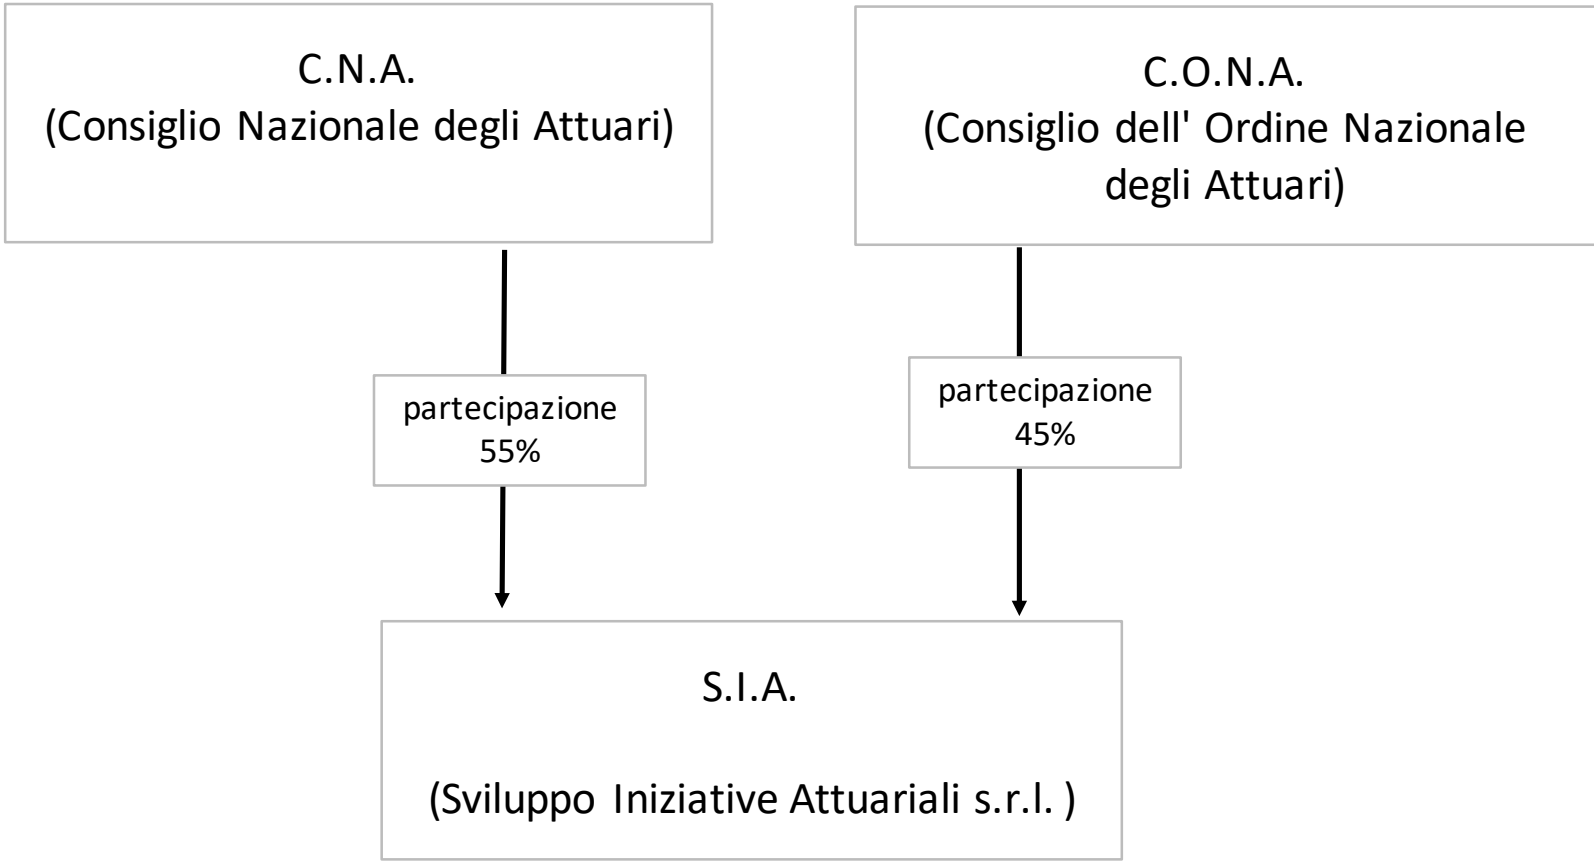 C.N.A.
(Consiglio Nazionale degli Attuari)
C.O.N.A.
(Consiglio dell' Ordine Nazionale
degli Attuari)
partecipazione
55%
partecipazione
45%
S.I.A.
(Sviluppo Iniziative Attuariali s.r.l. )